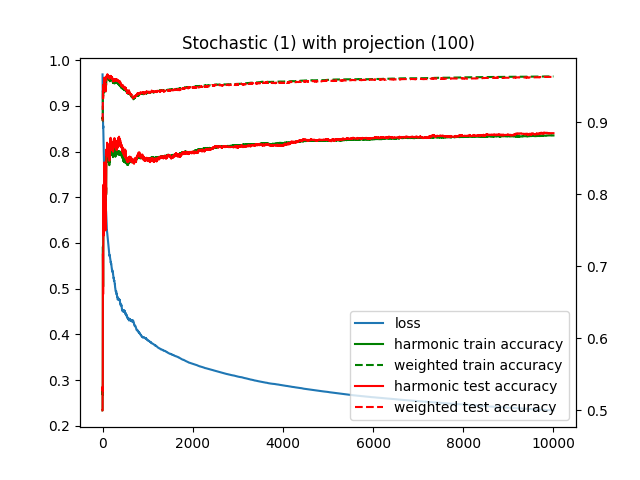 Stochastic (1) with projection (100)
1.0
0.9
0.8
0.7
0.6
0.5
0.4
0.3
0.2
0.9
0.8
0.7
0.6
0.5
loss
harmonic train accuracy
weighted train accuracy
harmonic test accuracy
weighted test accuracy
0 2000 4000 6000 8000 10000